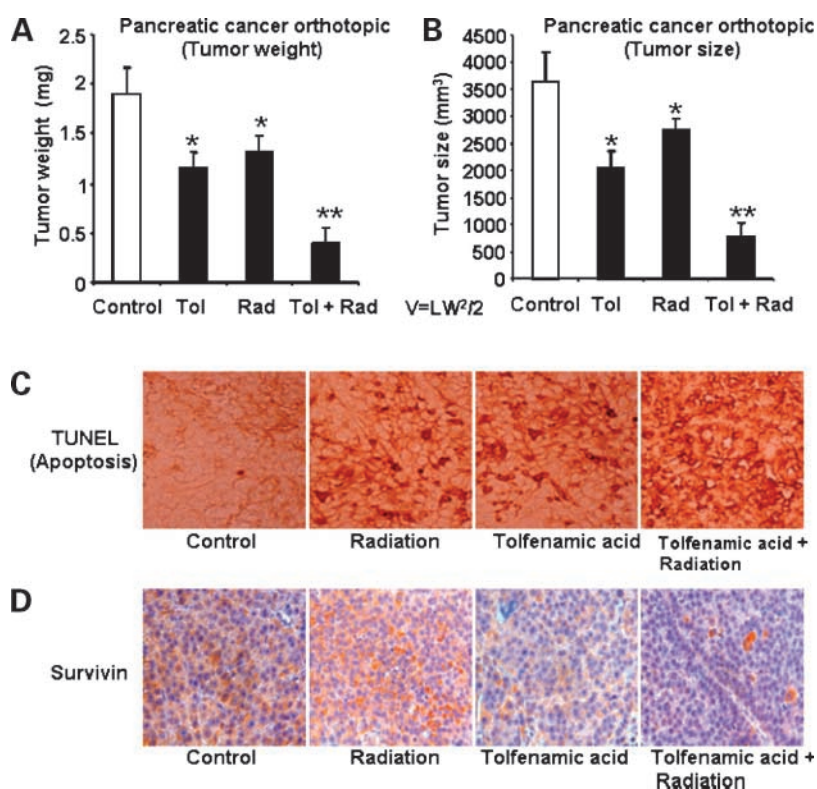 A
Pancreatic cancer orthotopic
(Tumor weight)
Tumor weight (mg)
2.5
2
1.5
1
0.5
0
*
*
**
Control Tol Rad Tol + Rad
B
Pancreatic cancer orthotopic
(Tumor size)
Tumor size (mm³)
4500
4000
3500
3000
2500
2000
1500
1000
500
0
*
*
**
V=LW²/2
Control Tol Rad Tol + Rad
C
TUNEL
(Apoptosis)
Control
Radiation
Tolfenamic acid
Tolfenamic acid +
Radiation
D
Survivin
Control
Radiation
Tolfenamic acid
Tolfenamic acid +
Radiation